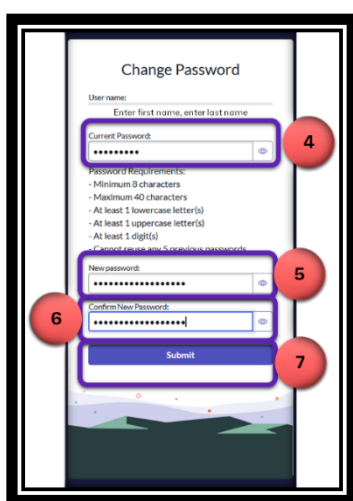 Change Password
User name:
Enter first name, enter last name
Current Password:
4
Password Requirements:
- Minimum 8 characters
- Maximum 40 characters
- At least 1 lowercase letter(s)
- At least 1 uppercase letter(s)
- At least 1 digit(s)
- Cannot reuse any 5 previous passwords
New password:
5
Confirm New Password:
6
Submit
7